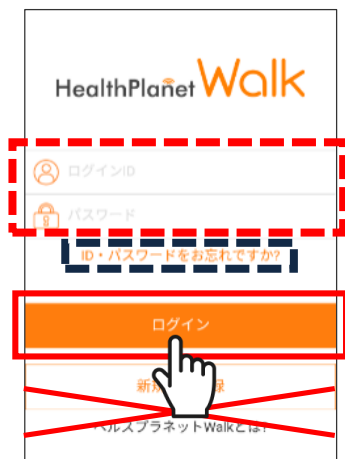 HealthPlanet Walk
ログインID
パスワード
ID・パスワードをお忘れですか?
ログイン
新規 録
ヘルスプラネットWalkとは?